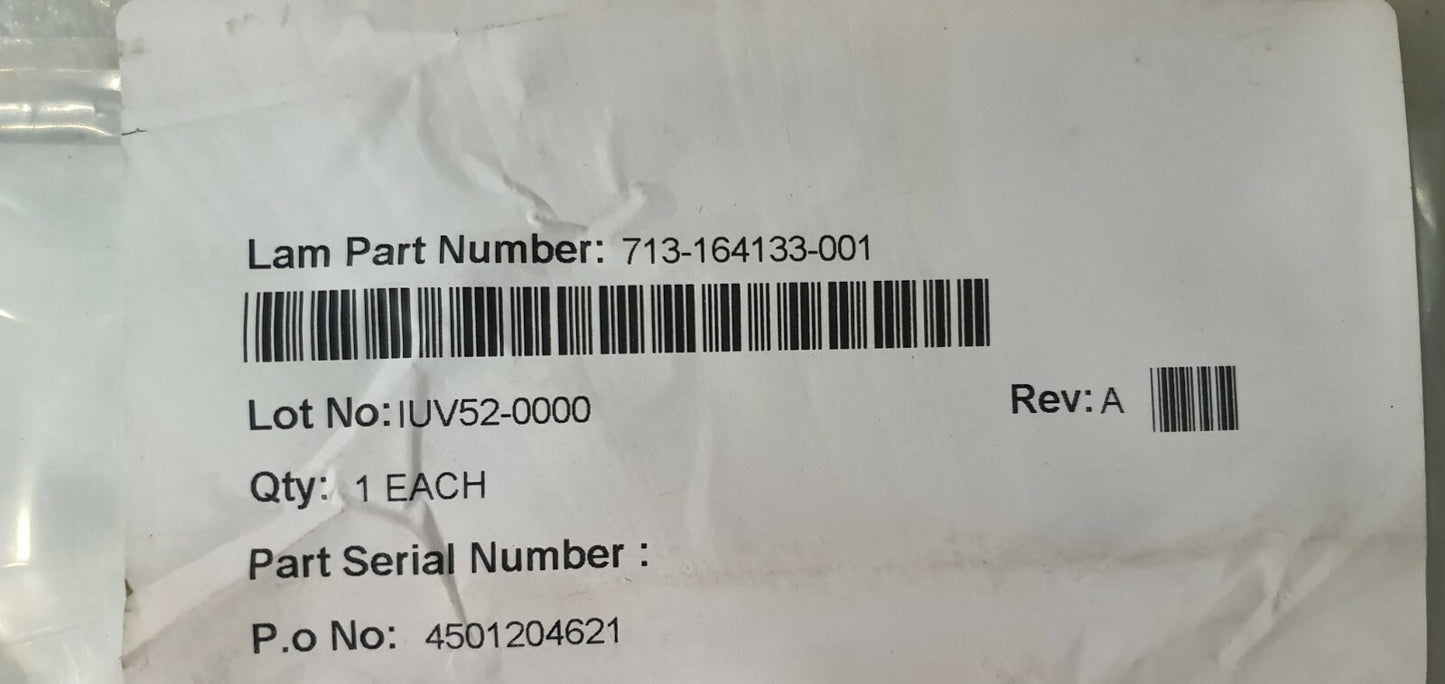 Lam Part Number: 713-164133-001
Lot No:IUV52-0000
Rev: A
Qty: 1 EACH
Part Serial Number :
P.o No: 4501204621